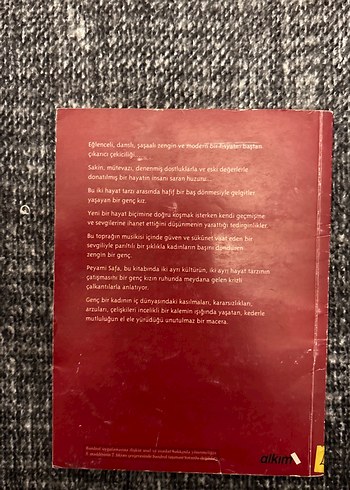 Eğlenceli, danslı, şaşaalı zengin ve modern bir hayatın baştan
çıkarıcı çekiciliği...
Sakin, mütevazi, denenmiş dostluklarla ve eski değerlerle
donatılmış bir hayatın insanı saran huzuru...
Bu iki hayat tarzı arasında hafif bir baş dönmesiyle gelgitler
yaşayan bir genç kız.
Yeni bir hayat biçimine doğru koşmak isterken kendi geçmişine
ve sevgilerine ihanet ettiğini düşünmenin yarattığı tedirginlikler.
Bu toprağın musikisi içinde güven ve sükûnet vaat eden bir
sevgiliyle parıltılı bir şıklıkla kadınların başını döndüren
zengin bir genç.
Peyami Safa, bu kitabında iki ayrı kültürün, iki ayrı hayat tarzının
çatışmasını bir genç kızın ruhunda meydana gelen krizli
çalkantılarla anlatıyor.
Genç bir kadının iç dünyasındaki kasılmaları, kararsızlıkları,
arzuları, çelişkileri incelikli bir kalemin ışığında yaşatan, kederle
mutluluğun el ele yürüdüğü unutulmaz bir macera.
alkım